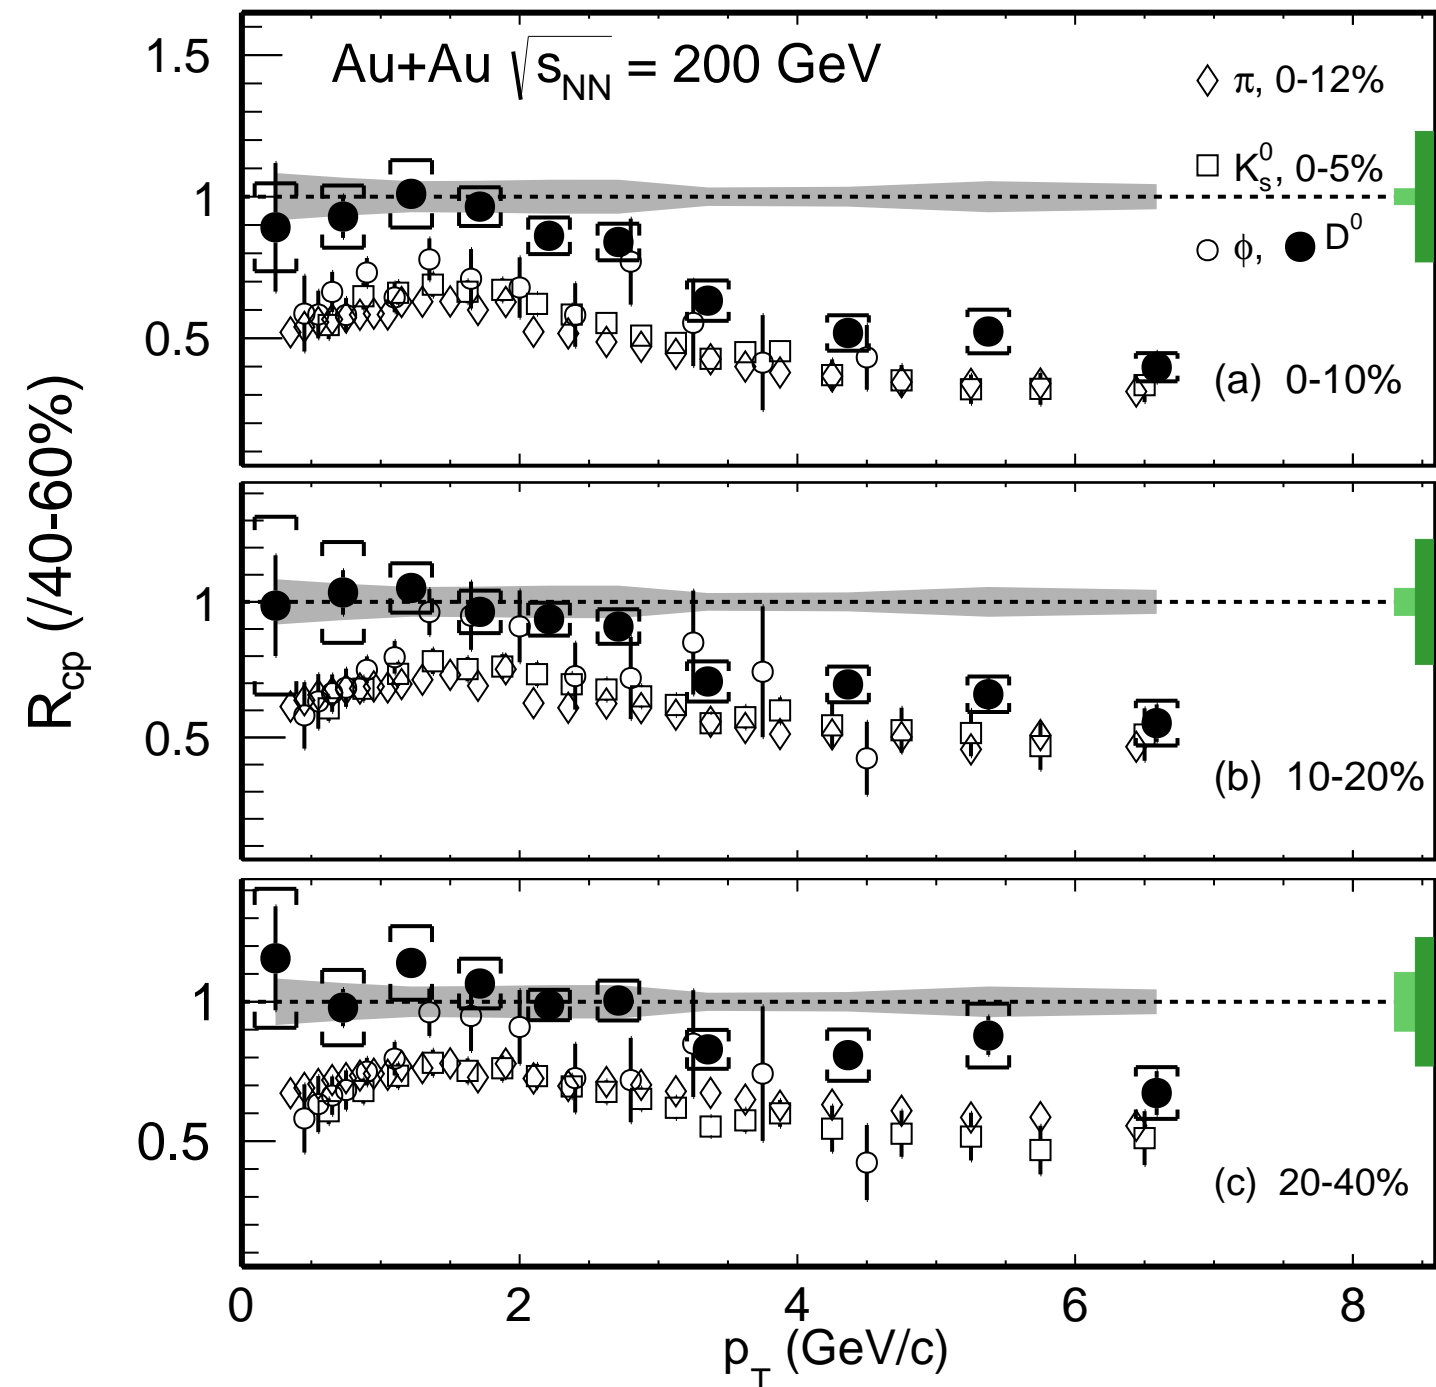 Au+Au √sNN = 200 GeV
π, 0-12%
K0s, 0-5%
ϕ, D0
1.5
1
0.5
(a) 0-10%
Rcp (/40-60%)
1
0.5
(b) 10-20%
1
0.5
(c) 20-40%
0 2 4 6 8
pT (GeV/c)